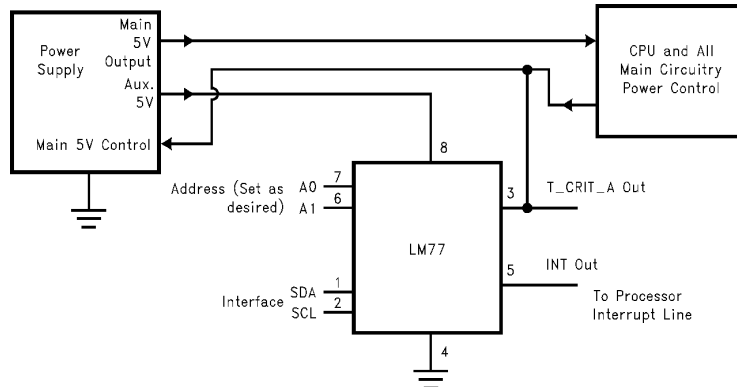 Main
5V
Output
Power
Supply
Aux.
5V
Main 5V Control
CPU and All
Main Circuitry
Power Control
8
Address (Set as
desired)
A0
7
A1
6
3
T_CRIT_A Out
LM77
5
INT Out
To Processor
Interrupt Line
Interface
SDA
1
SCL
2
4